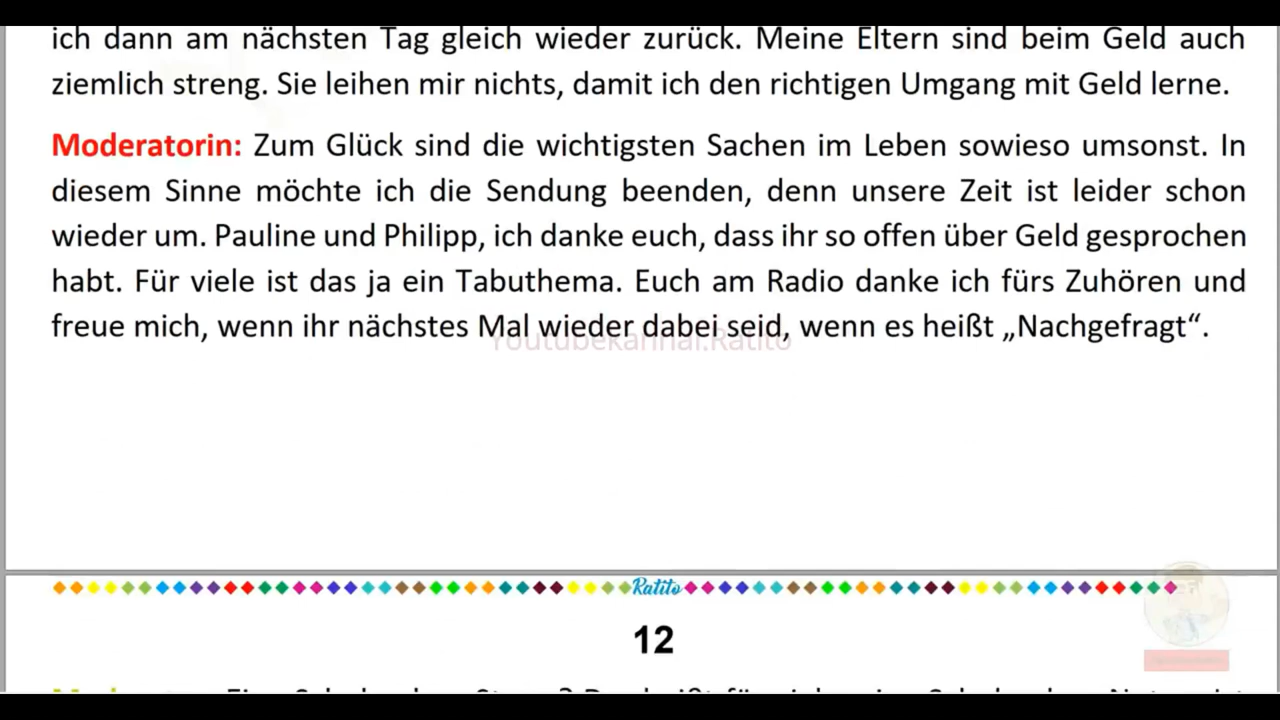 ich dann am nächsten Tag gleich wieder zurück. Meine Eltern sind beim Geld auch
ziemlich streng. Sie leihen mir nichts, damit ich den richtigen Umgang mit Geld lerne.
Moderatorin: Zum Glück sind die wichtigsten Sachen im Leben sowieso umsonst. In
diesem Sinne möchte ich die Sendung beenden, denn unsere Zeit ist leider schon
wieder um. Pauline und Philipp, ich danke euch, dass ihr so offen über Geld gesprochen
habt. Für viele ist das ja ein Tabuthema. Euch am Radio danke ich fürs Zuhören und
freue mich, wenn ihr nächstes Mal wieder dabei seid, wenn es heißt „Nachgefragt“.
Youtubekannal.Ratito
Ratito
12